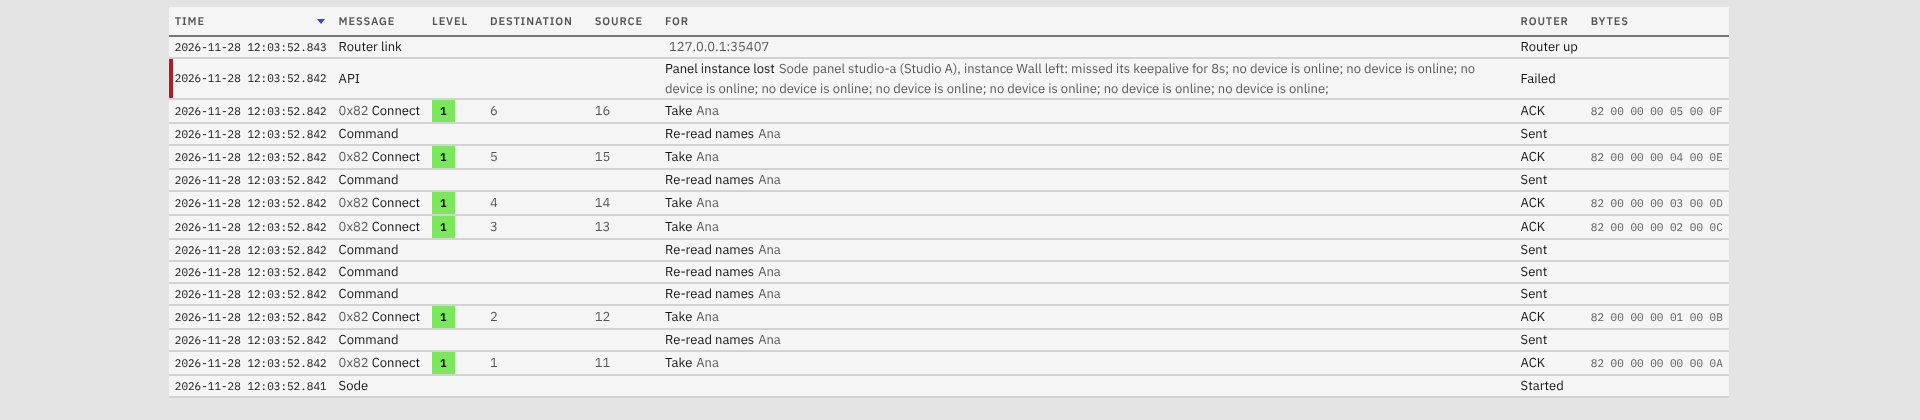 TIME MESSAGE LEVEL DESTINATION SOURCE FOR ROUTER BYTES
2026-11-28 12:03:52.843 Router link 127.0.0.1:35407 Router up
2026-11-28 12:03:52.842 API Panel instance lost Sode panel studio-a (Studio A), instance Wall left: missed its keepalive for 8s; no device is online; no device is online; no Failed
device is online; no device is online; no device is online; no device is online; no device is online; no device is online;
2026-11-28 12:03:52.842 0x82 Connect 1 6 16 Take Ana ACK 82 00 00 00 05 00 0F
2026-11-28 12:03:52.842 Command Re-read names Ana Sent
2026-11-28 12:03:52.842 0x82 Connect 1 5 15 Take Ana ACK 82 00 00 00 04 00 0E
2026-11-28 12:03:52.842 Command Re-read names Ana Sent
2026-11-28 12:03:52.842 0x82 Connect 1 4 14 Take Ana ACK 82 00 00 00 03 00 0D
2026-11-28 12:03:52.842 0x82 Connect 1 3 13 Take Ana ACK 82 00 00 00 02 00 0C
2026-11-28 12:03:52.842 Command Re-read names Ana Sent
2026-11-28 12:03:52.842 Command Re-read names Ana Sent
2026-11-28 12:03:52.842 Command Re-read names Ana Sent
2026-11-28 12:03:52.842 0x82 Connect 1 2 12 Take Ana ACK 82 00 00 00 01 00 0B
2026-11-28 12:03:52.842 Command Re-read names Ana Sent
2026-11-28 12:03:52.842 0x82 Connect 1 1 11 Take Ana ACK 82 00 00 00 00 00 0A
2026-11-28 12:03:52.841 Sode Started